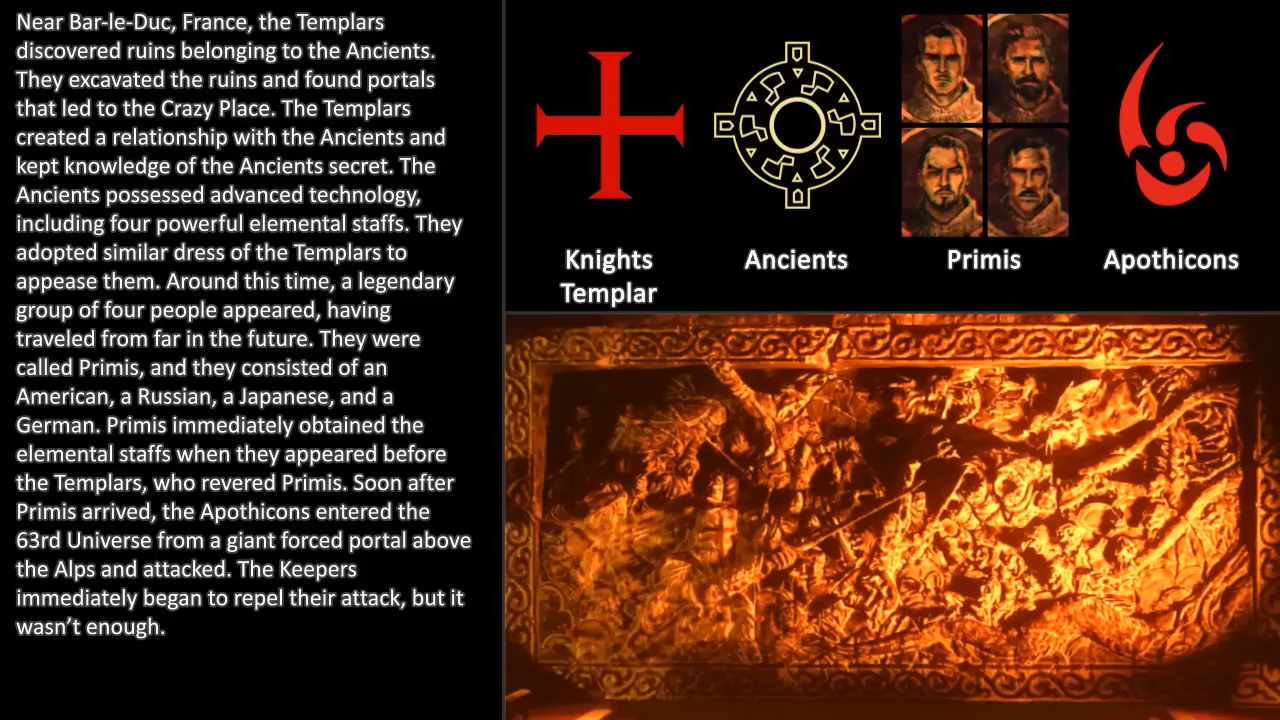 Near Bar-le-Duc, France, the Templars
discovered ruins belonging to the Ancients.
They excavated the ruins and found portals
that led to the Crazy Place. The Templars
created a relationship with the Ancients and
kept knowledge of the Ancients secret. The
Ancients possessed advanced technology,
including four powerful elemental staffs. They
adopted similar dress of the Templars to
appease them. Around this time, a legendary
group of four people appeared, having
traveled from far in the future. They were
called Primis, and they consisted of an
American, a Russian, a Japanese, and a
German. Primis immediately obtained the
elemental staffs when they appeared before
the Templars, who revered Primis. Soon after
Primis arrived, the Apothicons entered the
63rd Universe from a giant forced portal above
the Alps and attacked. The Keepers
immediately began to repel their attack, but it
wasn’t enough.
Knights
Templar
Ancients
Primis
Apothicons